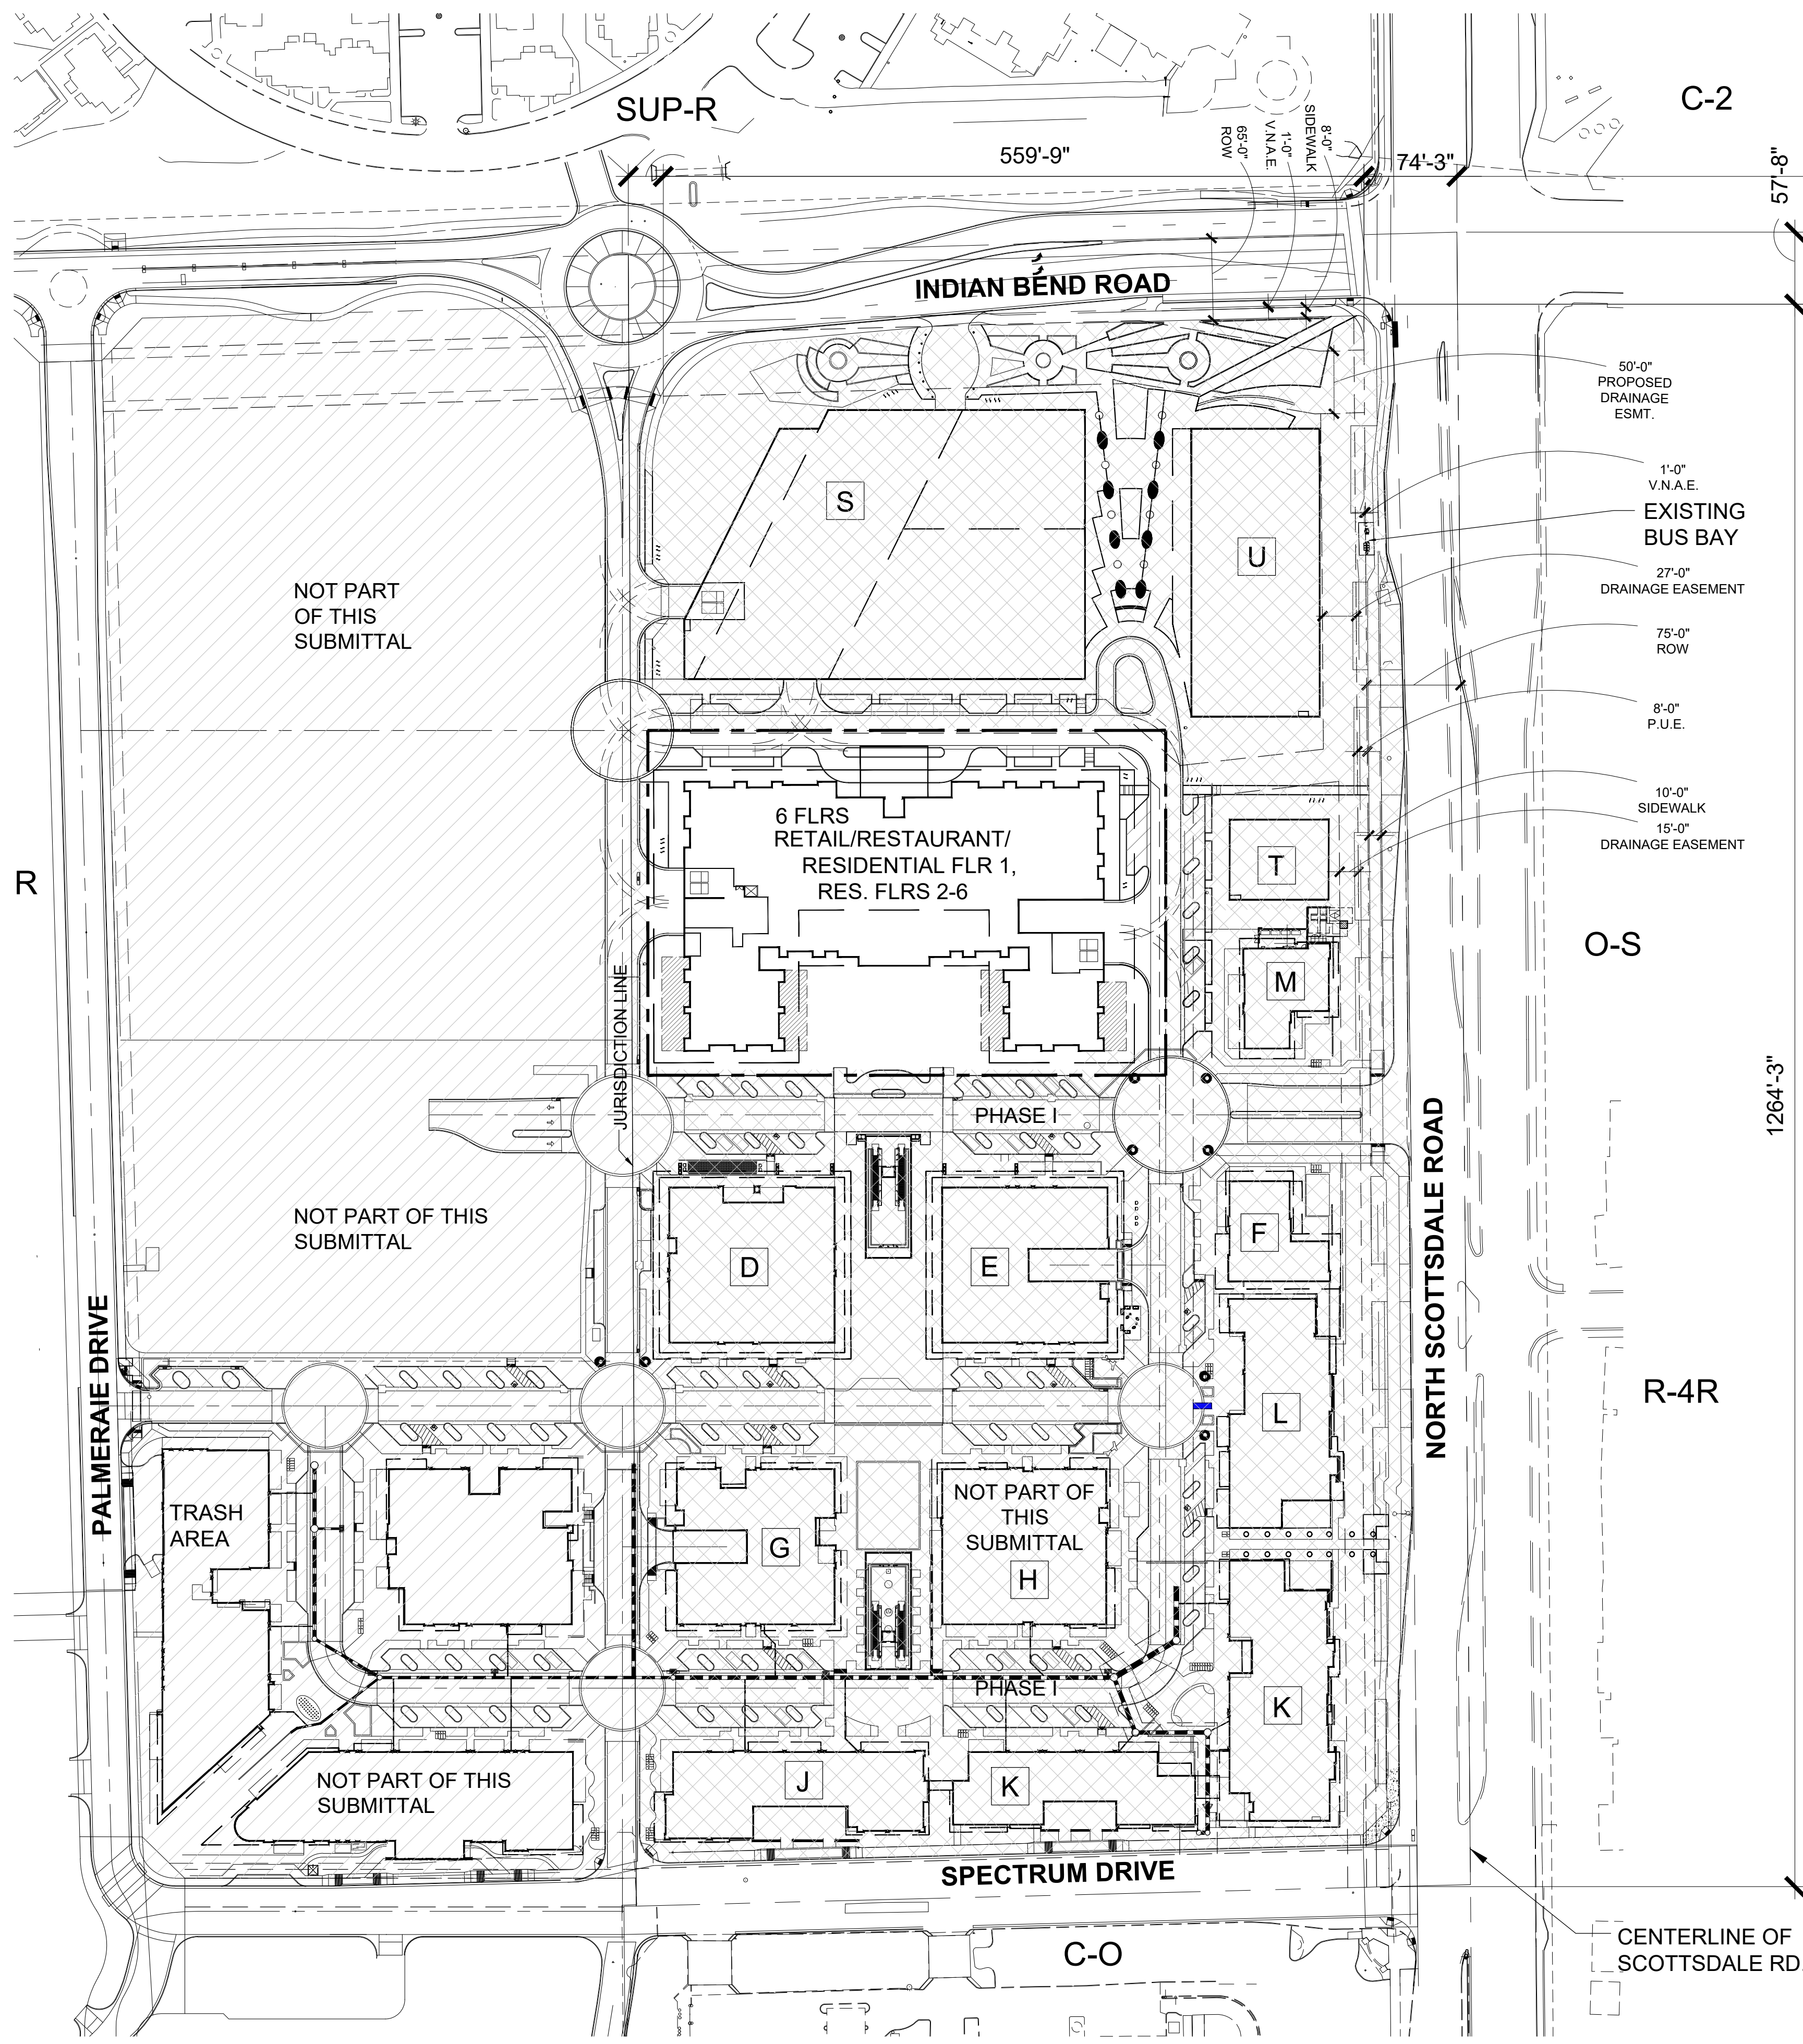 SUP-R
C-2
559'-9"
74'-3"
57'-8"
65'-0"
ROW
1'-0"
V.N.A.E.
8'-0"
SIDEWALK
INDIAN BEND ROAD
50'-0"
PROPOSED
DRAINAGE
ESMT.
1'-0"
V.N.A.E.
EXISTING
BUS BAY
27'-0"
DRAINAGE EASEMENT
75'-0"
ROW
8'-0"
P.U.E.
10'-0"
SIDEWALK
15'-0"
DRAINAGE EASEMENT
S
U
NOT PART
OF THIS
SUBMITTAL
6 FLRS
RETAIL/RESTAURANT/
RESIDENTIAL FLR 1,
RES. FLRS 2-6
T
R
M
O-S
JURISDICTION LINE
PHASE I
1264'-3"
NORTH SCOTTSDALE ROAD
NOT PART OF THIS
SUBMITTAL
D
E
F
PALMERAIE DRIVE
L
R-4R
TRASH
AREA
G
NOT PART OF
THIS
SUBMITTAL
H
PHASE I
K
NOT PART OF THIS
SUBMITTAL
J
K
SPECTRUM DRIVE
C-O
CENTERLINE OF
SCOTTSDALE RD.